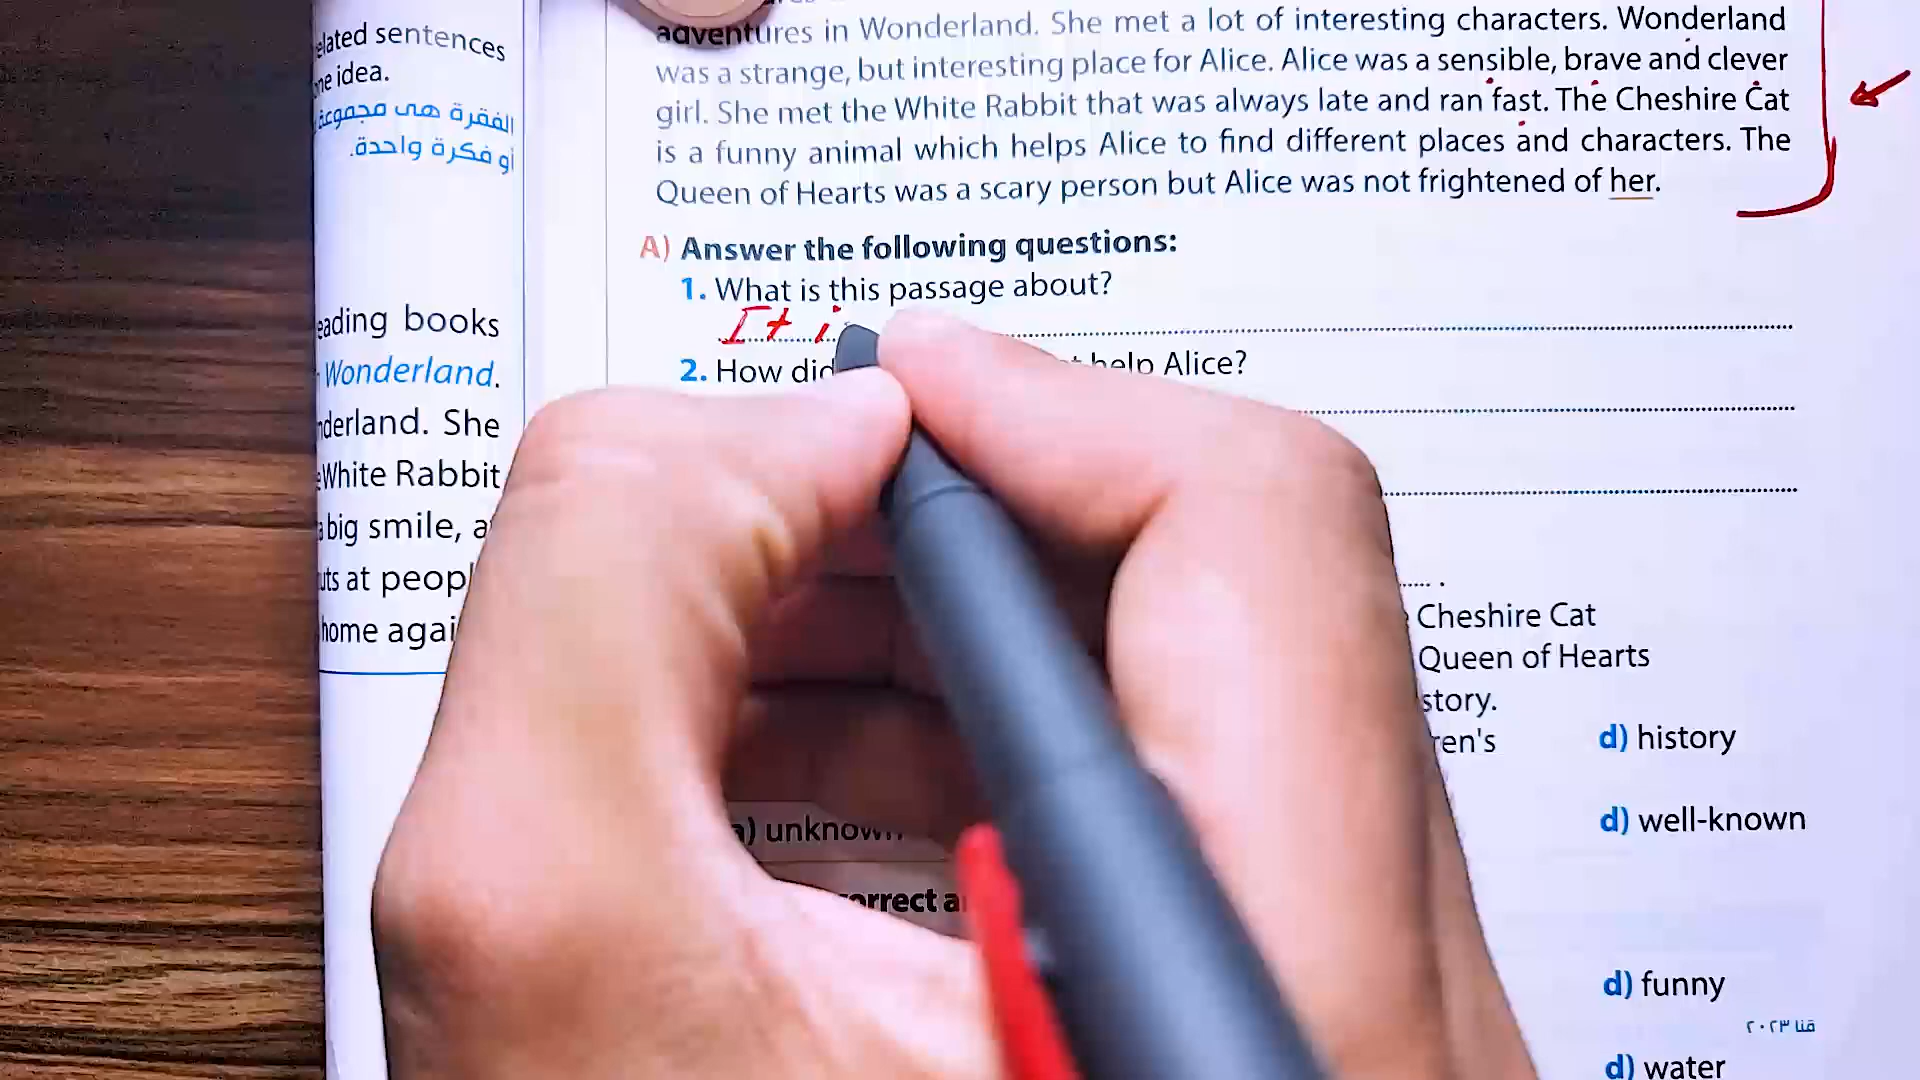 elated sentences
ne idea.
الفقرة هى مجموعة
أو فكرة واحدة.
eading books
Wonderland.
nderland. She
White Rabbit
big smile, a
uts at peopl
home agai
adventures in Wonderland. She met a lot of interesting characters. Wonderland
was a strange, but interesting place for Alice. Alice was a sensible, brave and clever
girl. She met the White Rabbit that was always late and ran fast. The Cheshire Cat
is a funny animal which helps Alice to find different places and characters. The
Queen of Hearts was a scary person but Alice was not frightened of her.
A) Answer the following questions:
1. What is this passage about?
It i
2. How did help Alice?
Cheshire Cat
Queen of Hearts
story.
ren's d) history
a) unknown d) well-known
orrect a
d) funny
قنا ٢٠٢٣
d) water